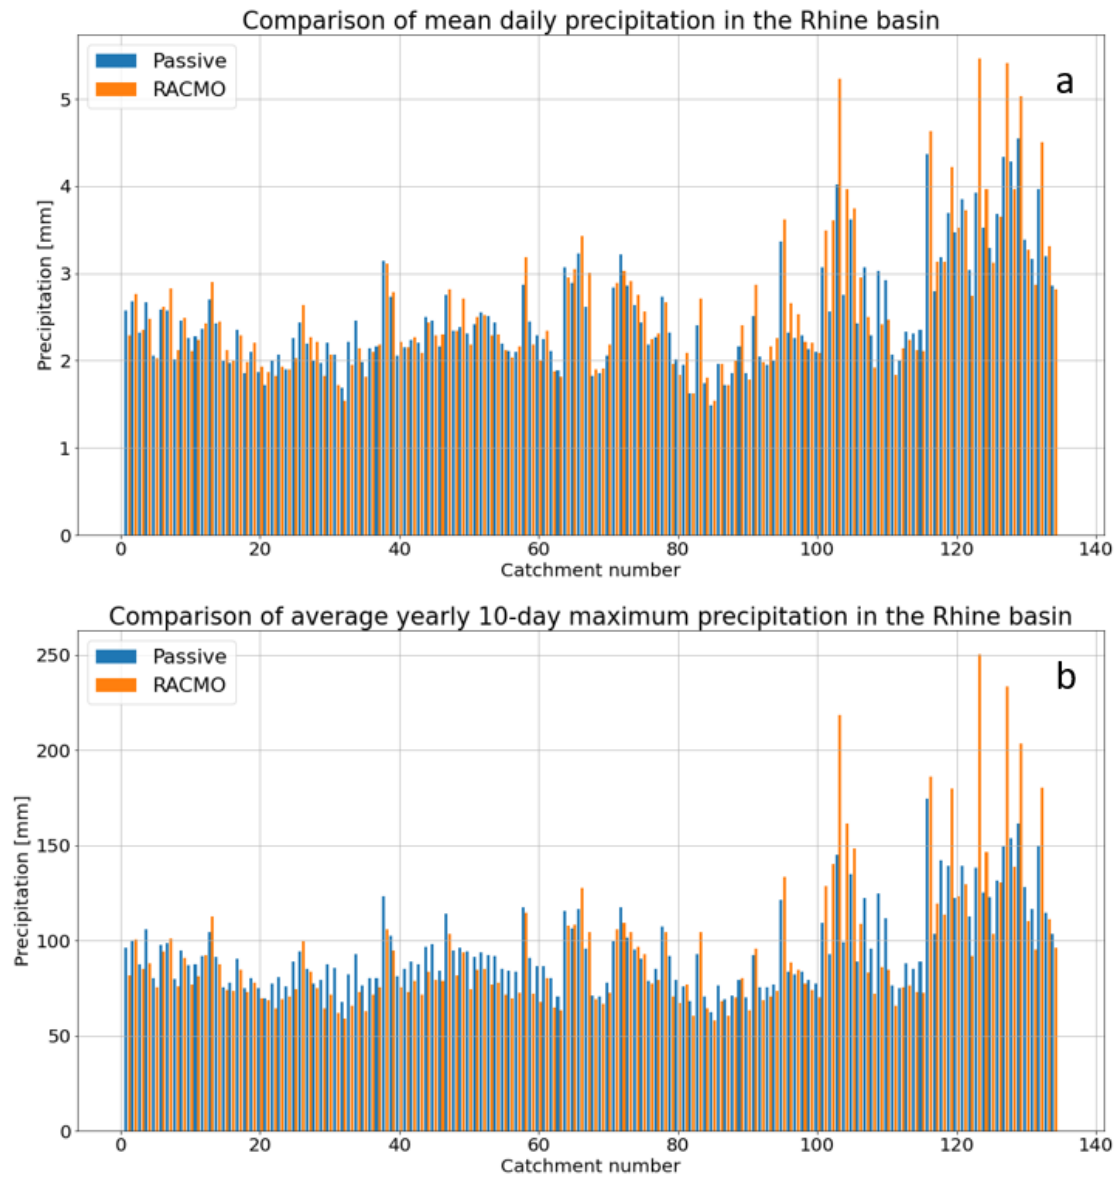 Comparison of mean daily precipitation in the Rhine basin
Passive
RACMO
a
Precipitation [mm]
5
4
3
2
1
0
0 20 40 60 80 100 120 140
Catchment number
Comparison of average yearly 10-day maximum precipitation in the Rhine basin
Passive
RACMO
b
Precipitation [mm]
250
200
150
100
50
0
0 20 40 60 80 100 120 140
Catchment number